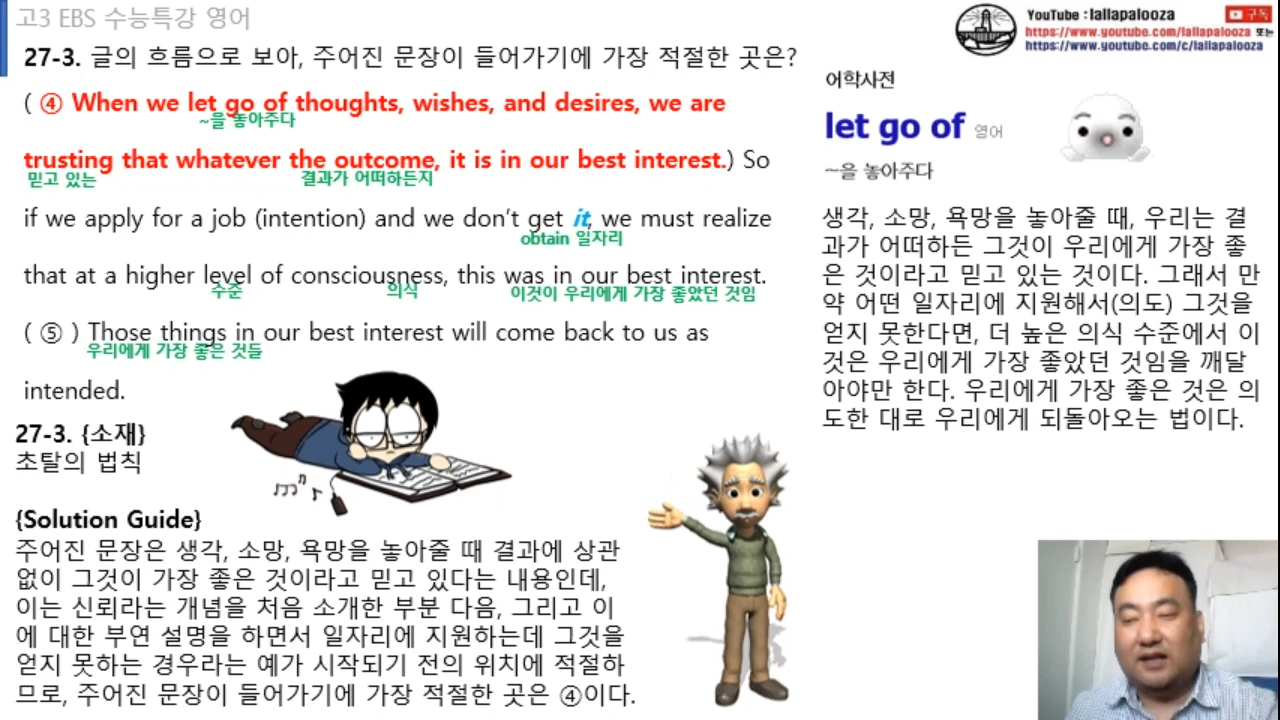 고3 EBS 수능특강 영어
27-3. 글의 흐름으로 보아, 주어진 문장이 들어가기에 가장 적절한 곳은?
( ④ When we let go of thoughts, wishes, and desires, we are
~을 놓아주다
trusting that whatever the outcome, it is in our best interest.) So
믿고 있는 결과가 어떠하든지
if we apply for a job (intention) and we don't get it, we must realize
obtain 일자리
that at a higher level of consciousness, this was in our best interest.
수준 의식 이것이 우리에게 가장 좋았던 것임
( ⑤ ) Those things in our best interest will come back to us as
우리에게 가장 좋은 것들
intended.
27-3. {소재}
초탈의 법칙
{Solution Guide}
주어진 문장은 생각, 소망, 욕망을 놓아줄 때 결과에 상관
없이 그것이 가장 좋은 것이라고 믿고 있다는 내용인데,
이는 신뢰라는 개념을 처음 소개한 부분 다음, 그리고 이
에 대한 부연 설명을 하면서 일자리에 지원하는데 그것을
얻지 못하는 경우라는 예가 시작되기 전의 위치에 적절하
므로, 주어진 문장이 들어가기에 가장 적절한 곳은 ④이다.
YouTube : lallapalooza
구독
https://www.youtube.com/lallapalooza 또는
https://www.youtube.com/c/lallapalooza
어학사전
let go of 영어
~을 놓아주다
생각, 소망, 욕망을 놓아줄 때, 우리는 결
과가 어떠하든 그것이 우리에게 가장 좋
은 것이라고 믿고 있는 것이다. 그래서 만
약 어떤 일자리에 지원해서(의도) 그것을
얻지 못한다면, 더 높은 의식 수준에서 이
것은 우리에게 가장 좋았던 것임을 깨달
아야만 한다. 우리에게 가장 좋은 것은 의
도한 대로 우리에게 되돌아오는 법이다.